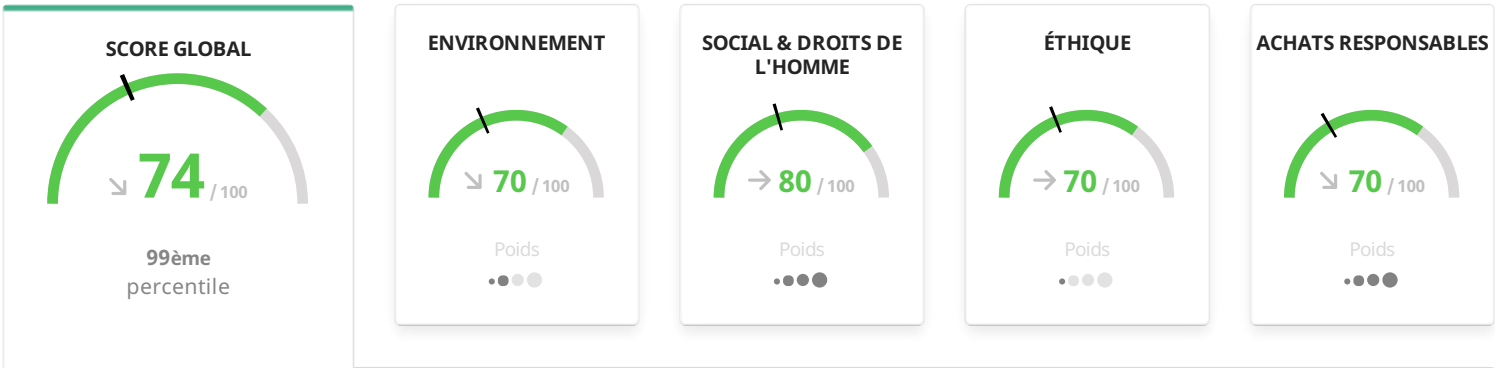 SCORE GLOBAL
74 / 100
99ème
percentile
ENVIRONNEMENT
70 / 100
Poids
SOCIAL & DROITS DE
L'HOMME
80 / 100
Poids
ÉTHIQUE
70 / 100
Poids
ACHATS RESPONSABLES
70 / 100
Poids